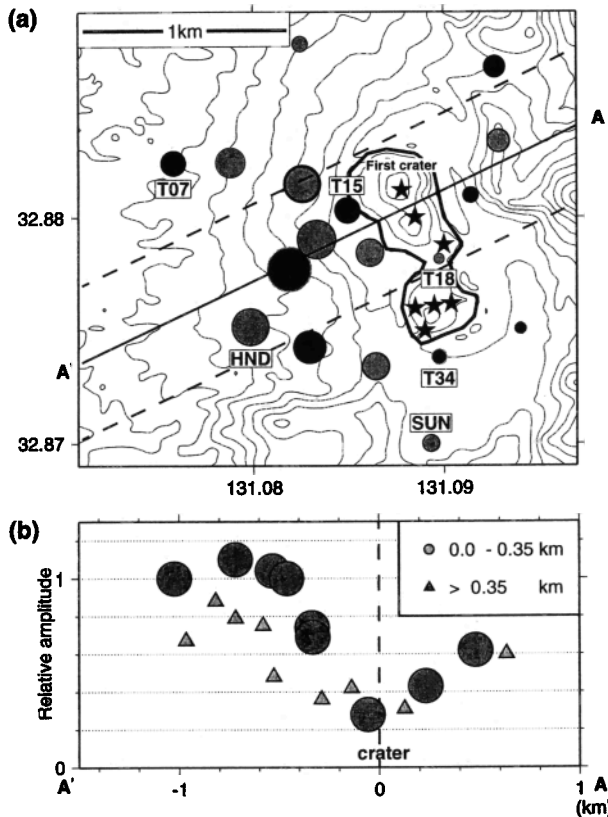 (a)
1km
A
First crater
T07
T15
32.88
T18
A'
HND
T34
SUN
32.87
131.08
131.09
(b)
0.0 - 0.35 km
> 0.35 km
1
Relative amplitude
0
crater
A'
-1
0
1
A
(km)